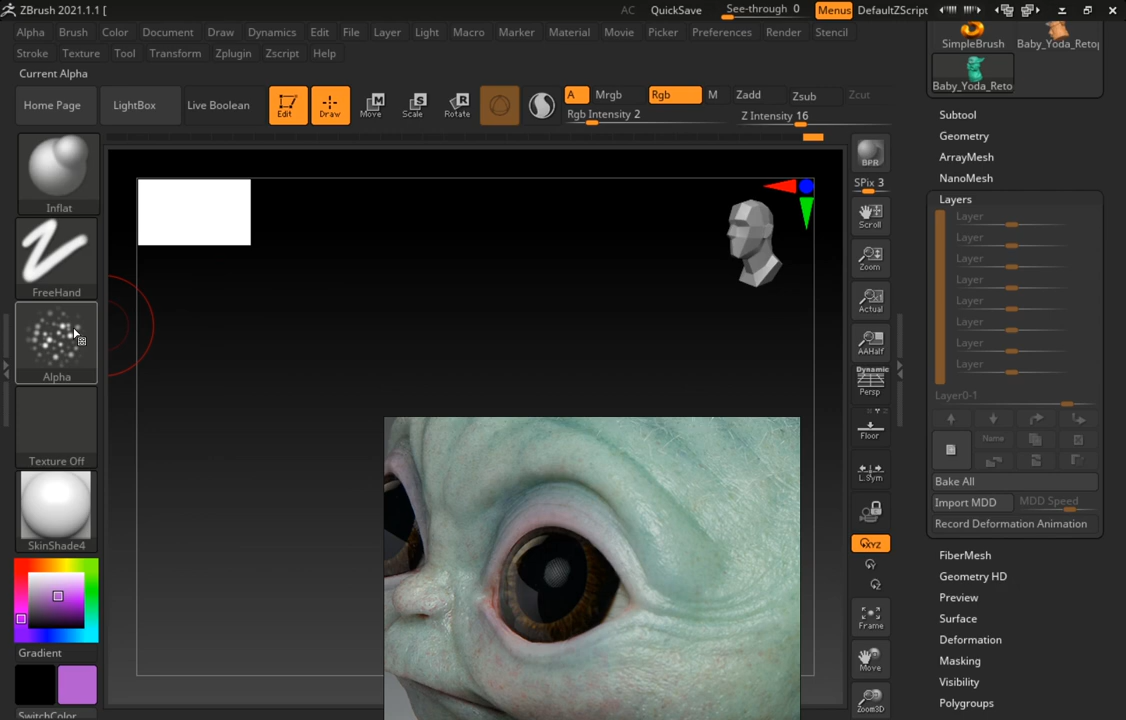 ZBrush 2021.1.1 [
AC QuickSave See-through 0 Menus DefaultZScript
Alpha Brush Color Document Draw Dynamics Edit File Layer Light Macro Marker Material Movie Picker Preferences Render Stencil
Stroke Texture Tool Transform Zplugin Zscript Help
Current Alpha
Home Page LightBox Live Boolean Edit Draw Move Scale Rotate
A Mrgb Rgb M Zadd Zsub Zcut
Rgb Intensity 2 Z Intensity 16
Inflat
FreeHand
Alpha
Texture Off
SkinShade4
Gradient
SwitchColor
BPR
SPix 3
Scroll
Zoom
Actual
AAHalf
Dynamic
Persp
Floor
L.Sym
XYZ
Frame
Move
Zoom3D
SimpleBrush Baby_Yoda_Retop
Baby_Yoda_Reto
Subtool
Geometry
ArrayMesh
NanoMesh
Layers
Layer
Layer
Layer
Layer
Layer
Layer
Layer
Layer
Layer0-1
Name
Bake All
Import MDD MDD Speed
Record Deformation Animation
FiberMesh
Geometry HD
Preview
Surface
Deformation
Masking
Visibility
Polygroups